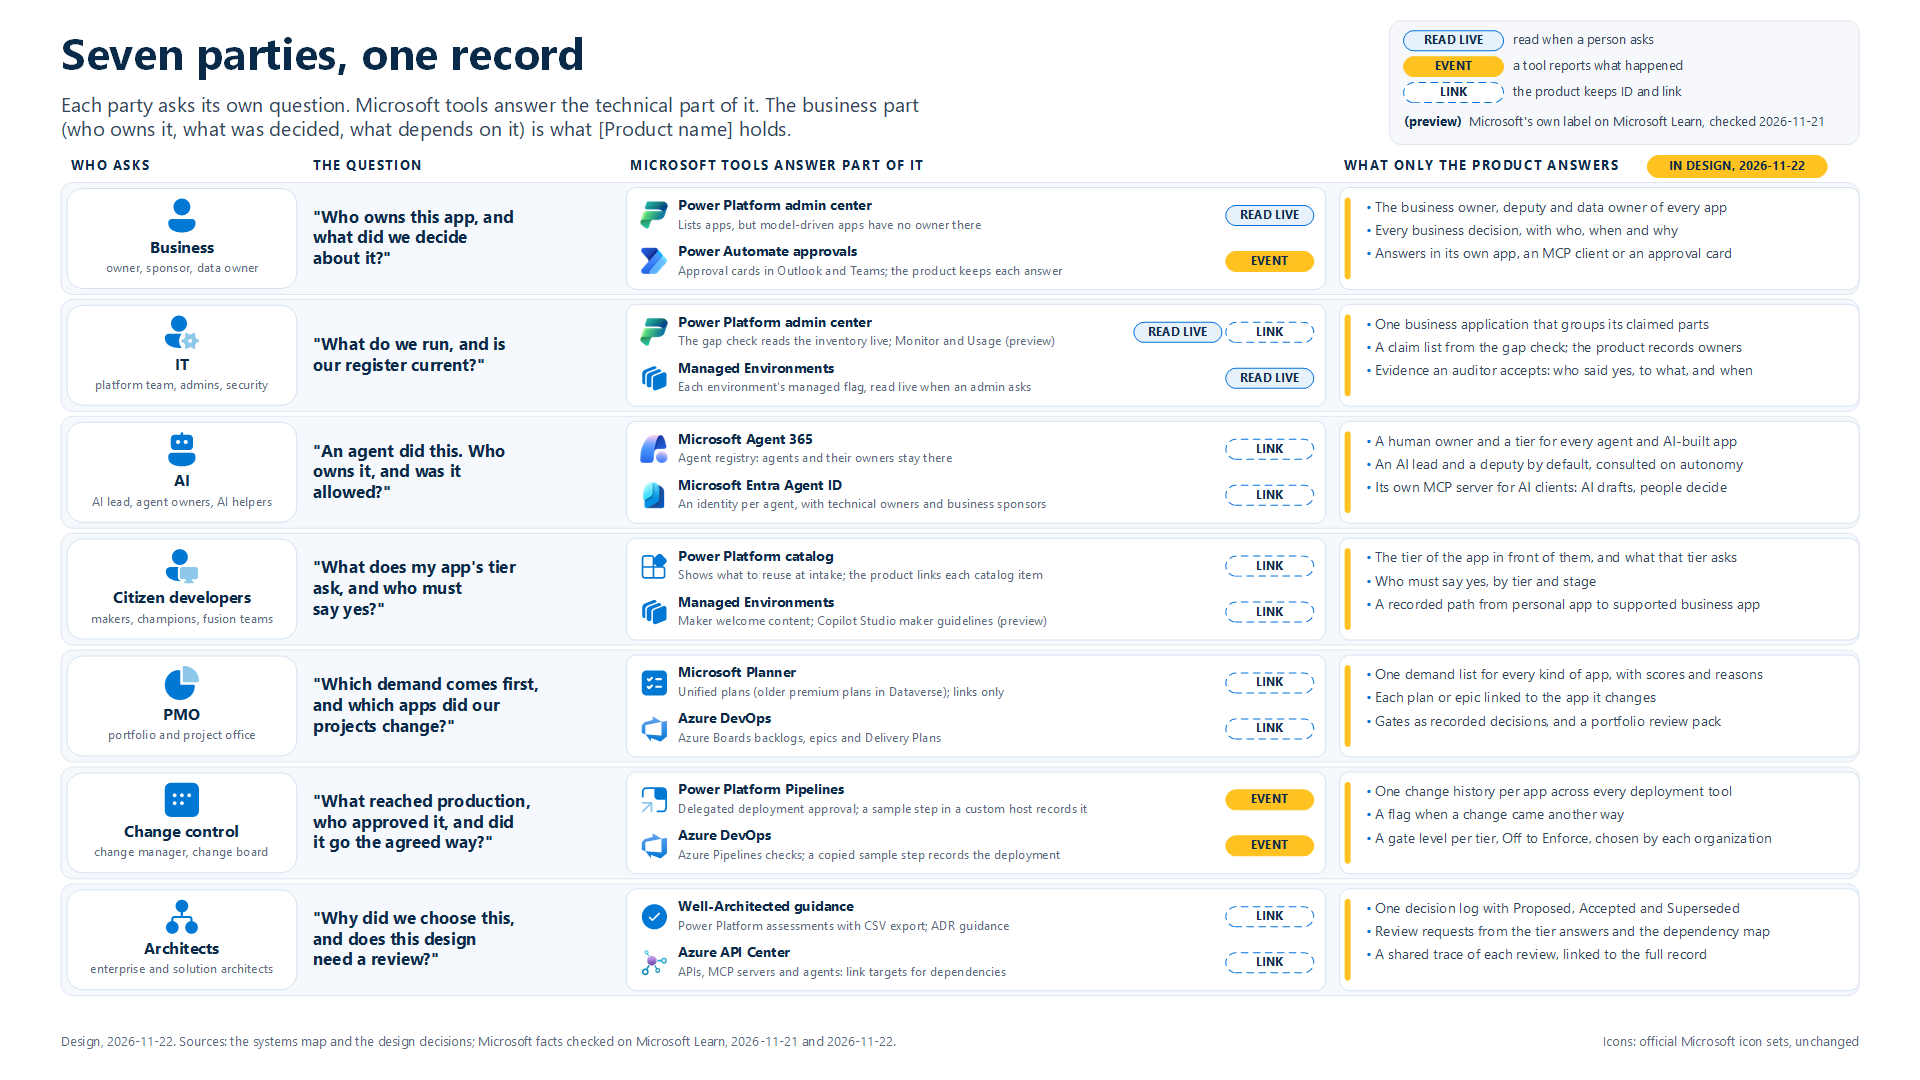 Seven parties, one record
Each party asks its own question. Microsoft tools answer the technical part of it. The business part
(who owns it, what was decided, what depends on it) is what [Product name] holds.
READ LIVE read when a person asks
EVENT a tool reports what happened
LINK the product keeps ID and link
(preview) Microsoft's own label on Microsoft Learn, checked 2026-11-21
WHO ASKS
THE QUESTION
MICROSOFT TOOLS ANSWER PART OF IT
WHAT ONLY THE PRODUCT ANSWERS
IN DESIGN, 2026-11-22
Business
owner, sponsor, data owner
"Who owns this app, and
what did we decide
about it?"
Power Platform admin center
Lists apps, but model-driven apps have no owner there
READ LIVE
Power Automate approvals
Approval cards in Outlook and Teams; the product keeps each answer
EVENT
• The business owner, deputy and data owner of every app
• Every business decision, with who, when and why
• Answers in its own app, an MCP client or an approval card
IT
platform team, admins, security
"What do we run, and is
our register current?"
Power Platform admin center
The gap check reads the inventory live; Monitor and Usage (preview)
READ LIVE
LINK
Managed Environments
Each environment's managed flag, read live when an admin asks
READ LIVE
• One business application that groups its claimed parts
• A claim list from the gap check; the product records owners
• Evidence an auditor accepts: who said yes, to what, and when
AI
AI lead, agent owners, AI helpers
"An agent did this. Who
owns it, and was it
allowed?"
Microsoft Agent 365
Agent registry: agents and their owners stay there
LINK
Microsoft Entra Agent ID
An identity per agent, with technical owners and business sponsors
LINK
• A human owner and a tier for every agent and AI-built app
• An AI lead and a deputy by default, consulted on autonomy
• Its own MCP server for AI clients: AI drafts, people decide
Citizen developers
makers, champions, fusion teams
"What does my app's tier
ask, and who must
say yes?"
Power Platform catalog
Shows what to reuse at intake; the product links each catalog item
LINK
Managed Environments
Maker welcome content; Copilot Studio maker guidelines (preview)
LINK
• The tier of the app in front of them, and what that tier asks
• Who must say yes, by tier and stage
• A recorded path from personal app to supported business app
PMO
portfolio and project office
"Which demand comes first,
and which apps did our
projects change?"
Microsoft Planner
Unified plans (older premium plans in Dataverse); links only
LINK
Azure DevOps
Azure Boards backlogs, epics and Delivery Plans
LINK
• One demand list for every kind of app, with scores and reasons
• Each plan or epic linked to the app it changes
• Gates as recorded decisions, and a portfolio review pack
Change control
change manager, change board
"What reached production,
who approved it, and did
it go the agreed way?"
Power Platform Pipelines
Delegated deployment approval; a sample step in a custom host records it
EVENT
Azure DevOps
Azure Pipelines checks; a copied sample step records the deployment
EVENT
• One change history per app across every deployment tool
• A flag when a change came another way
• A gate level per tier, Off to Enforce, chosen by each organization
Architects
enterprise and solution architects
"Why did we choose this,
and does this design
need a review?"
Well-Architected guidance
Power Platform assessments with CSV export; ADR guidance
LINK
Azure API Center
APIs, MCP servers and agents: link targets for dependencies
LINK
• One decision log with Proposed, Accepted and Superseded
• Review requests from the tier answers and the dependency map
• A shared trace of each review, linked to the full record
Design, 2026-11-22. Sources: the systems map and the design decisions; Microsoft facts checked on Microsoft Learn, 2026-11-21 and 2026-11-22.
Icons: official Microsoft icon sets, unchanged